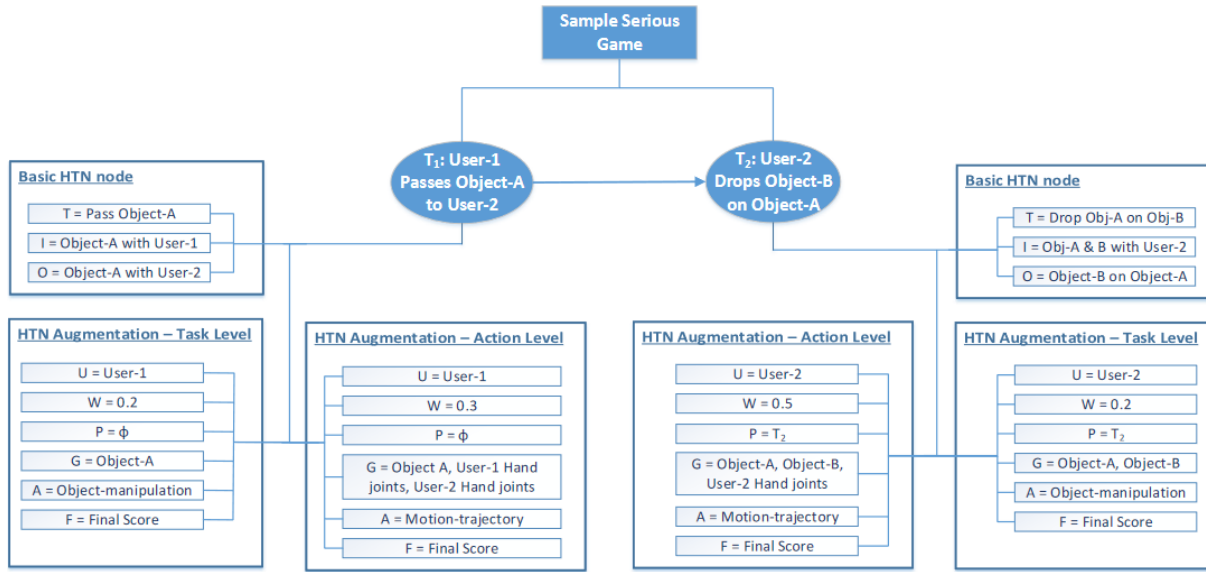 Sample Serious
Game
T₁: User-1
Passes Object-A
to User-2
T₂: User-2
Drops Object-B
on Object-A
Basic HTN node
T = Pass Object-A
I = Object-A with User-1
O = Object-A with User-2
Basic HTN node
T = Drop Obj-A on Obj-B
I = Obj-A & B with User-2
O = Object-B on Object-A
HTN Augmentation – Task Level
U = User-1
W = 0.2
P = ϕ
G = Object-A
A = Object-manipulation
F = Final Score
HTN Augmentation – Action Level
U = User-1
W = 0.3
P = ϕ
G = Object A, User-1 Hand
joints, User-2 Hand joints
A = Motion-trajectory
F = Final Score
HTN Augmentation – Action Level
U = User-2
W = 0.5
P = T₂
G = Object-A, Object-B,
User-2 Hand joints
A = Motion-trajectory
F = Final Score
HTN Augmentation – Task Level
U = User-2
W = 0.2
P = T₂
G = Object-A, Object-B
A = Object-manipulation
F = Final Score